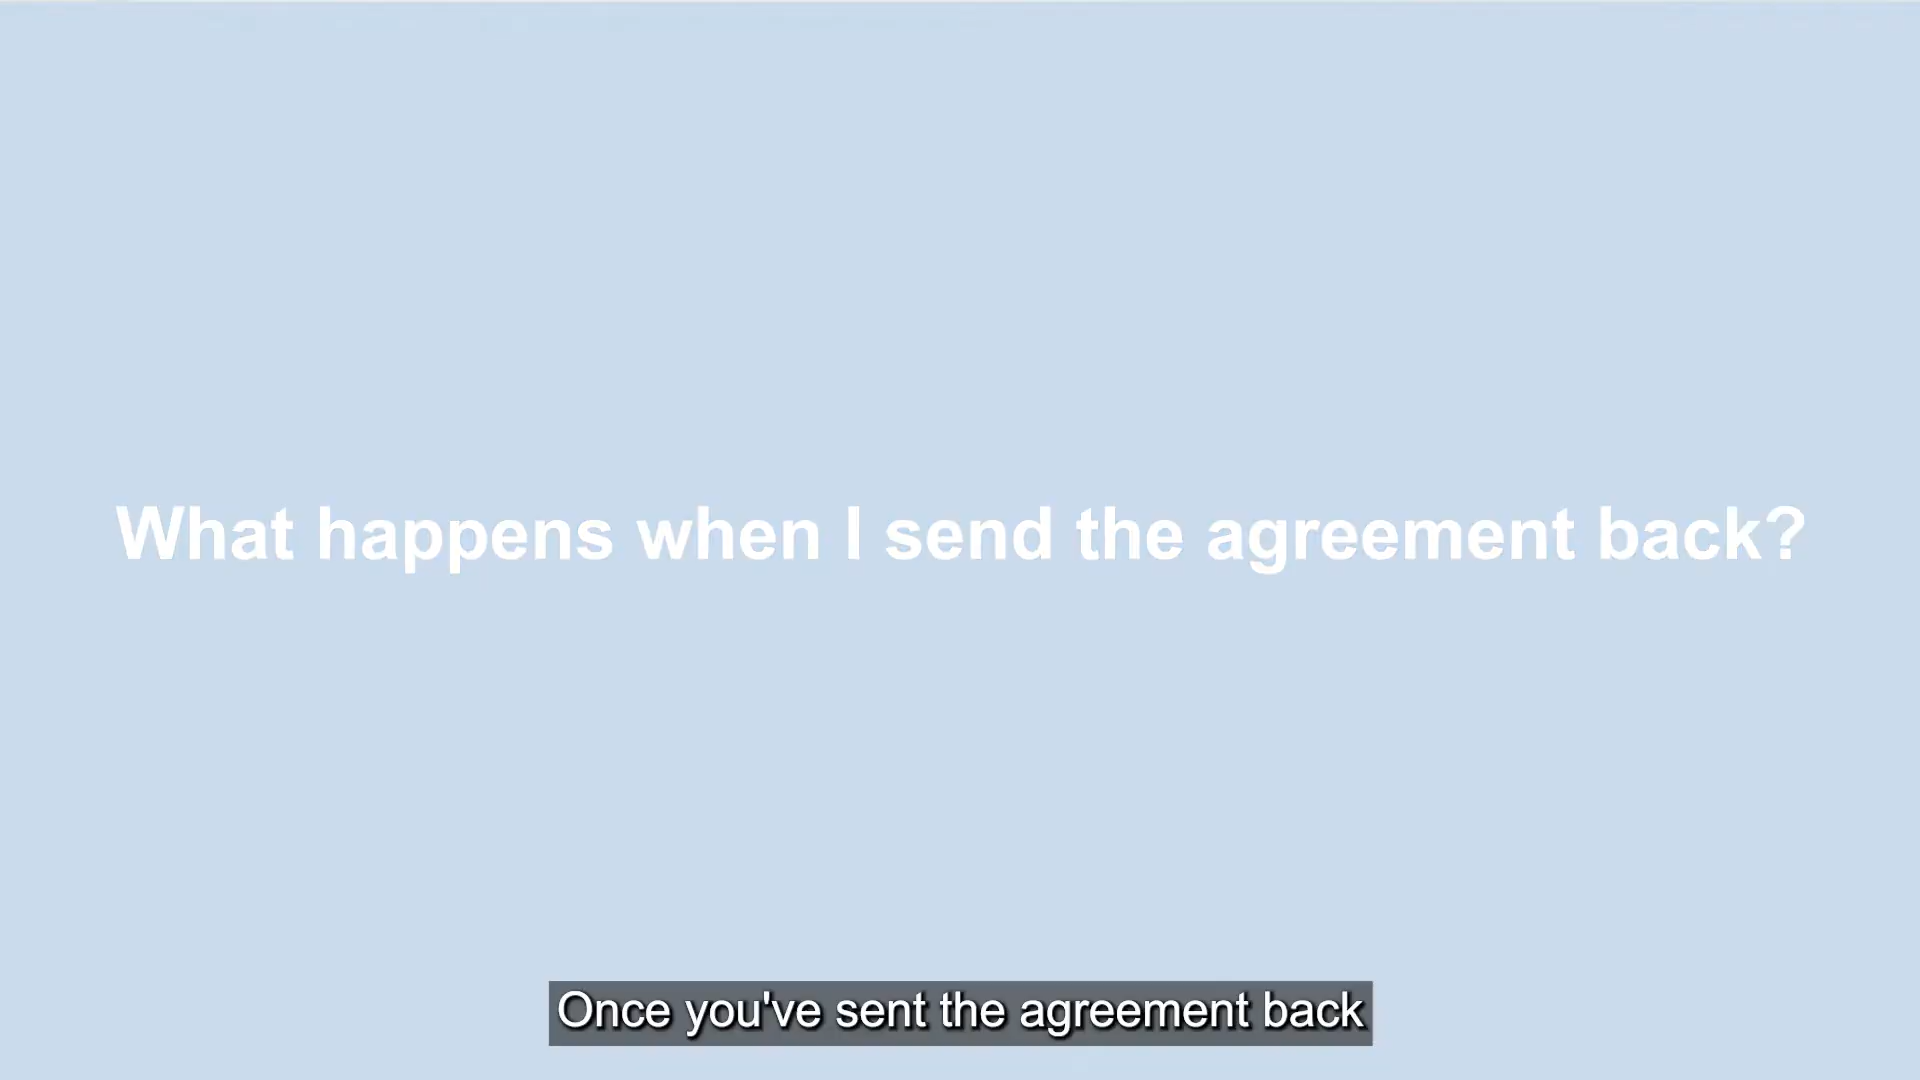 What happens when I send the agreement back?
Once you've sent the agreement back